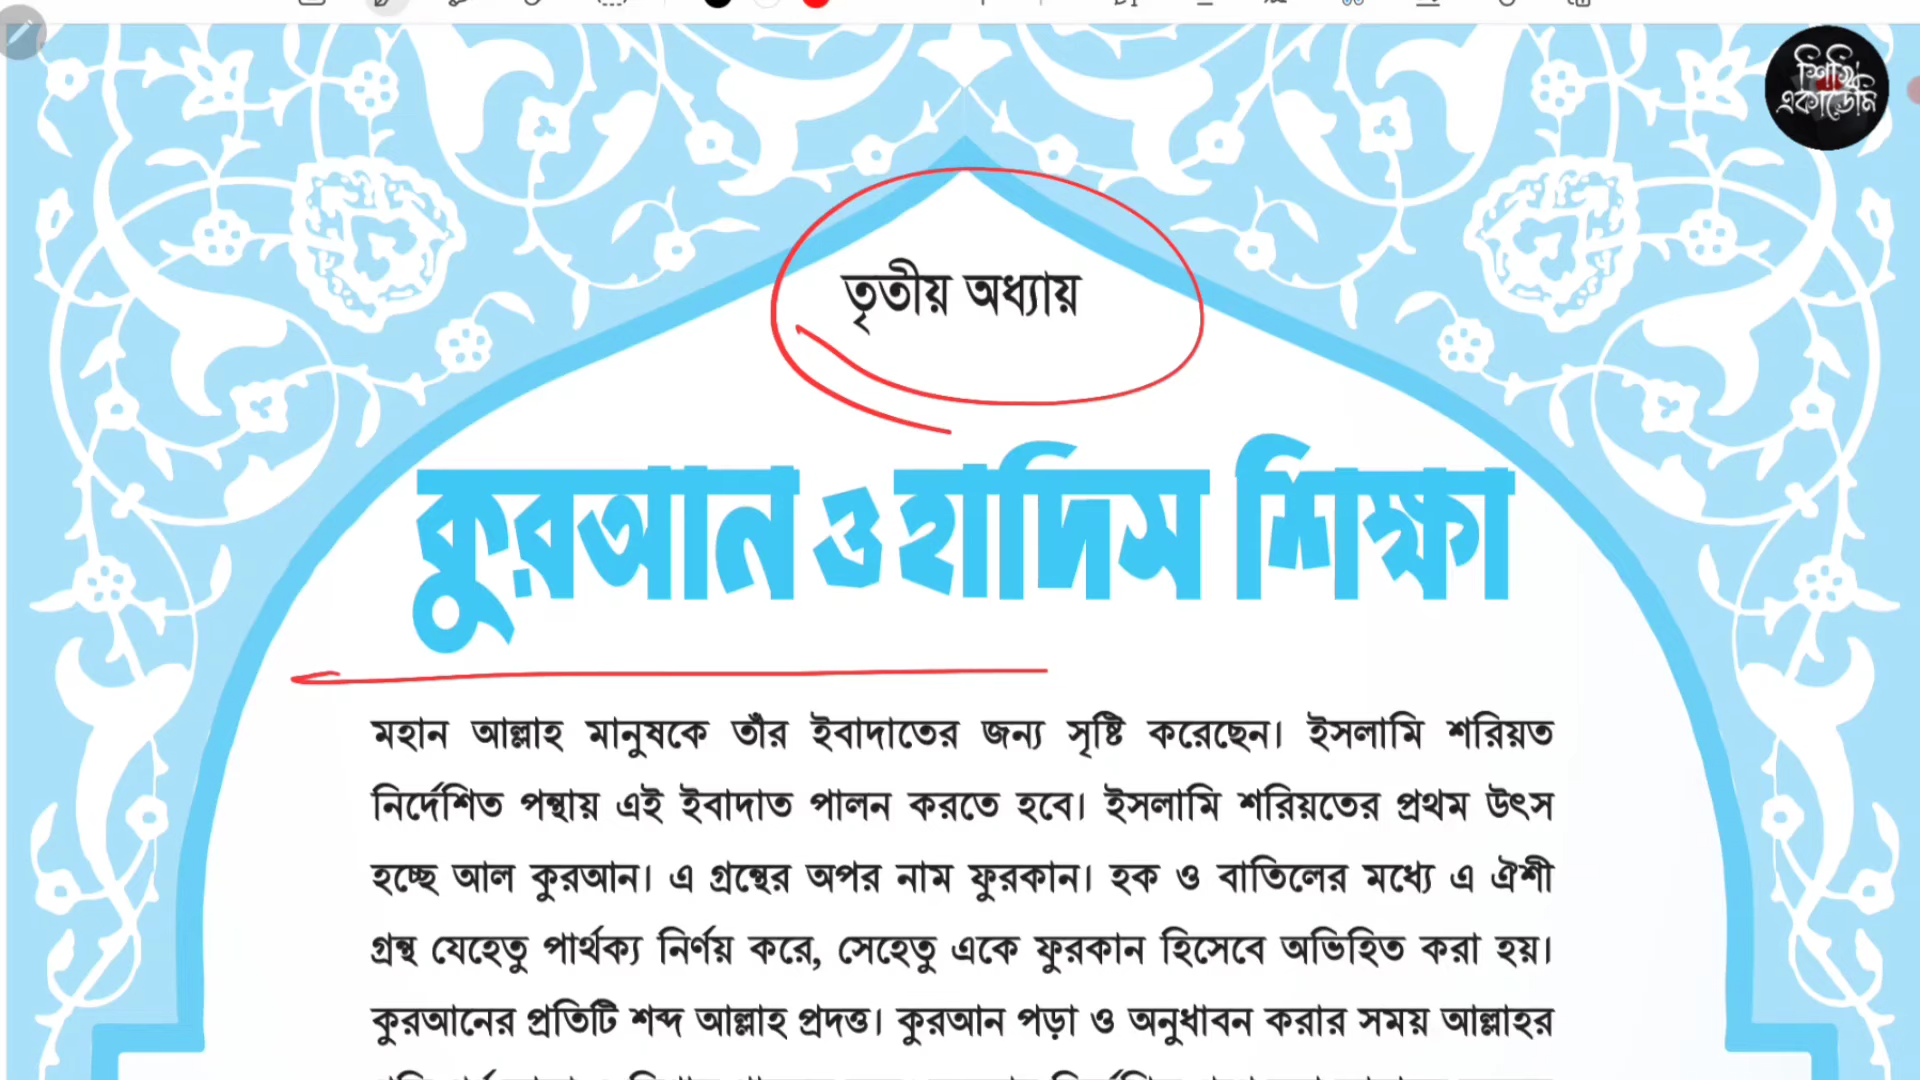 শিখি
একাডেমি
তৃতীয় অধ্যায়
কুরআন ও হাদিস শিক্ষা
মহান আল্লাহ মানুষকে তাঁর ইবাদাতের জন্য সৃষ্টি করেছেন। ইসলামি শরিয়ত
নির্দেশিত পন্থায় এই ইবাদাত পালন করতে হবে। ইসলামি শরিয়তের প্রথম উৎস
হচ্ছে আল কুরআন। এ গ্রন্থের অপর নাম ফুরকান। হক ও বাতিলের মধ্যে এ ঐশী
গ্রন্থ যেহেতু পার্থক্য নির্ণয় করে, সেহেতু একে ফুরকান হিসেবে অভিহিত করা হয়।
কুরআনের প্রতিটি শব্দ আল্লাহ প্রদত্ত। কুরআন পড়া ও অনুধাবন করার সময় আল্লাহর